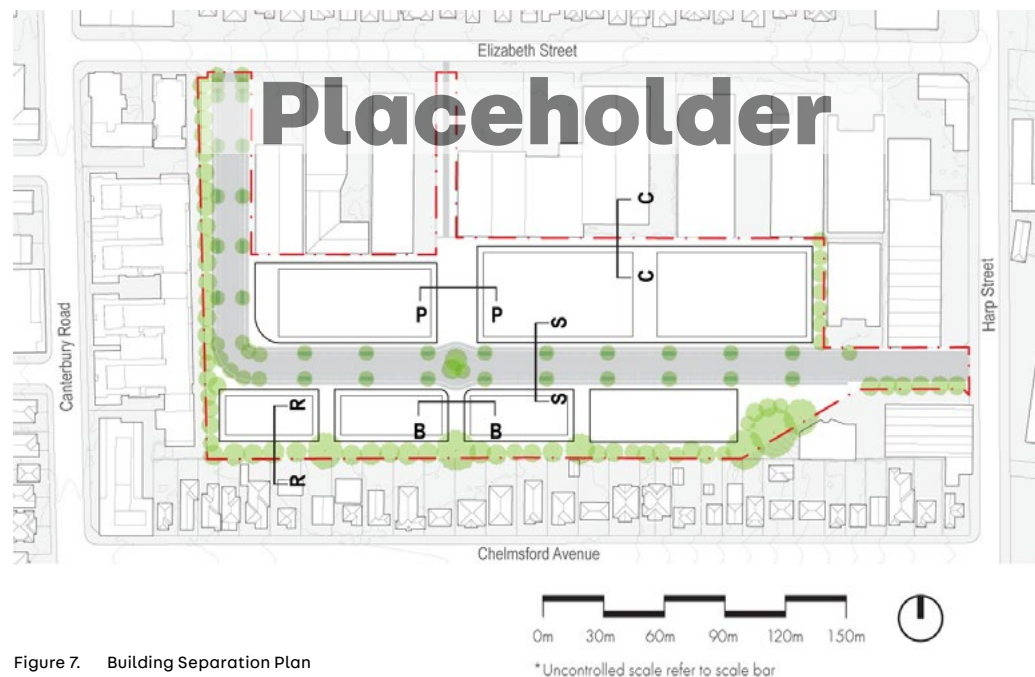 Elizabeth Street
Placeholder
Canterbury Road
Harp Street
C
C
P P
S
S
R
R
B B
Chelmsford Avenue
0m 30m 60m 90m 120m 150m
*Uncontrolled scale refer to scale bar
Figure 7. Building Separation Plan